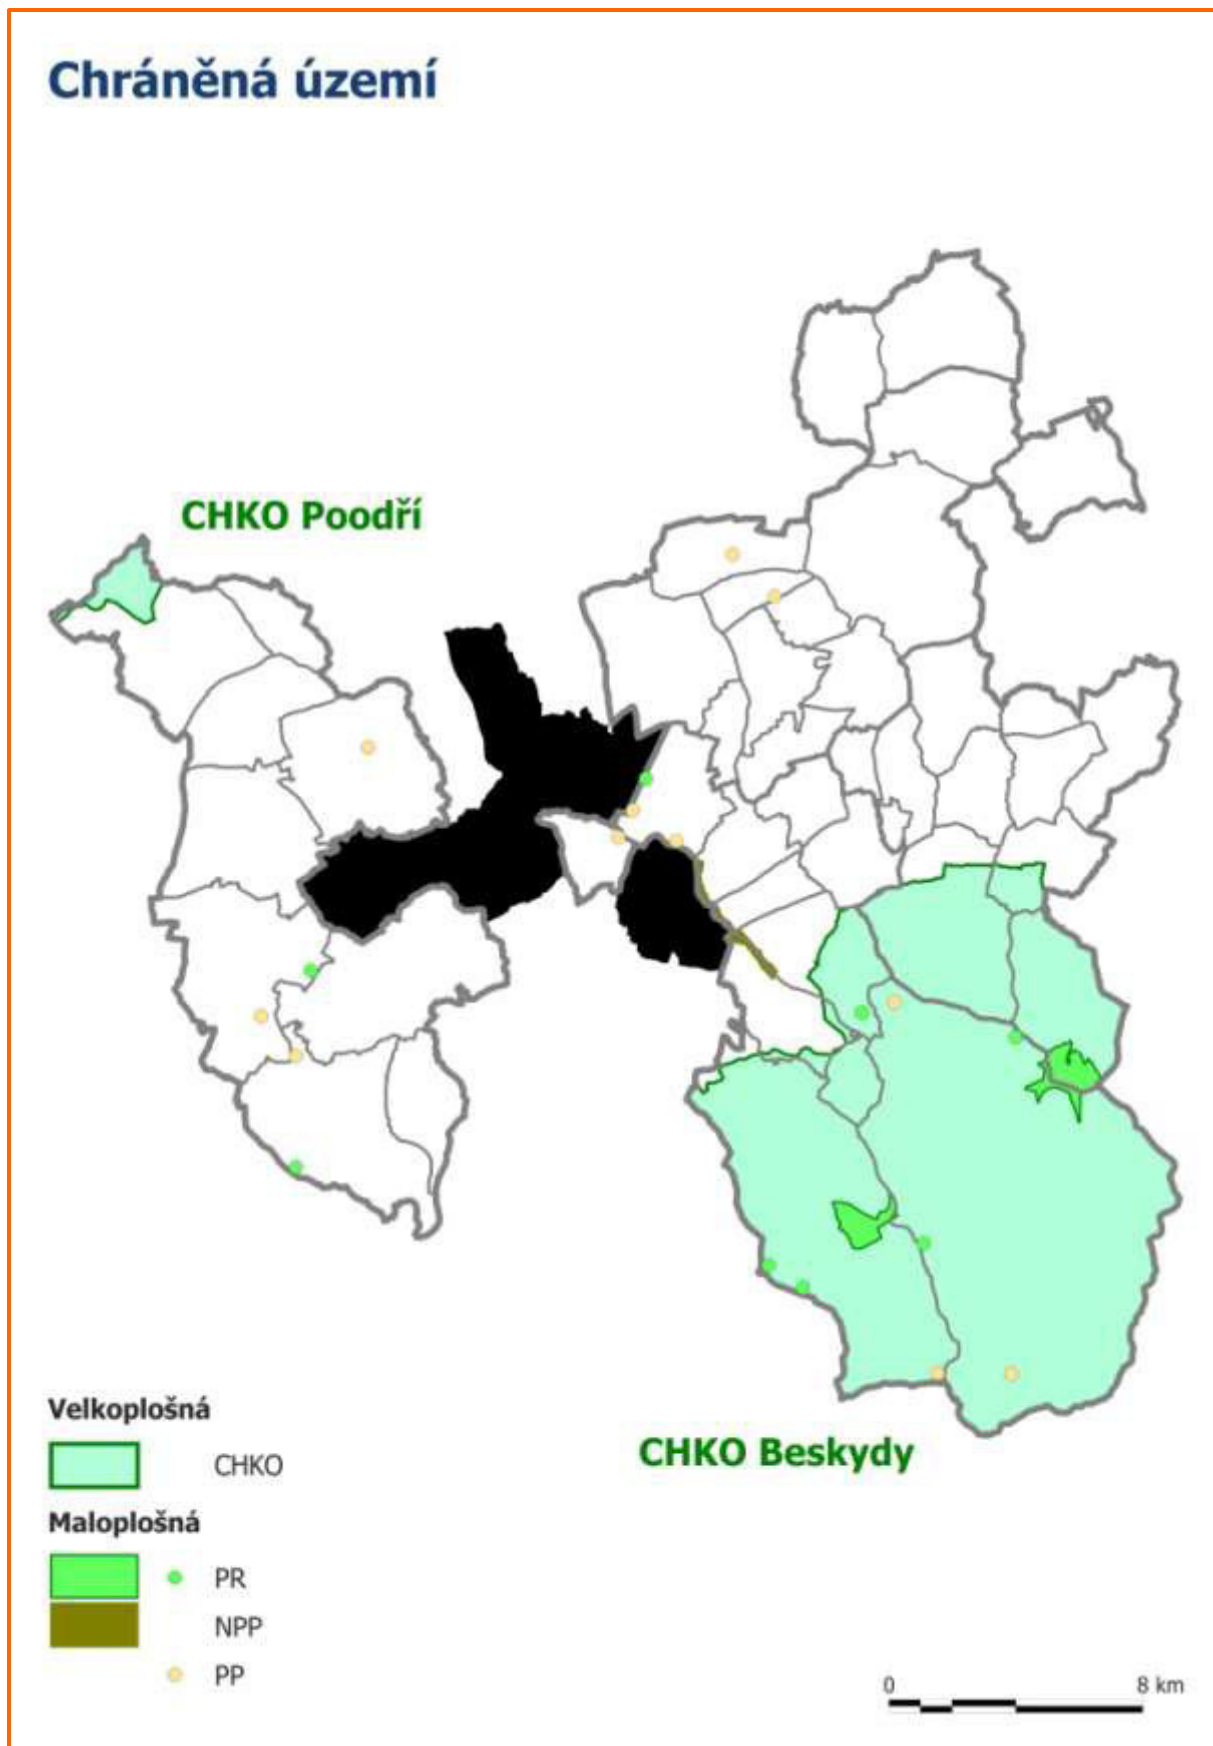 Chráněná území
CHKO Poodří
CHKO Beskydy
Velkoplošná
CHKO
Maloplošná
PR
NPP
PP
0 8 km